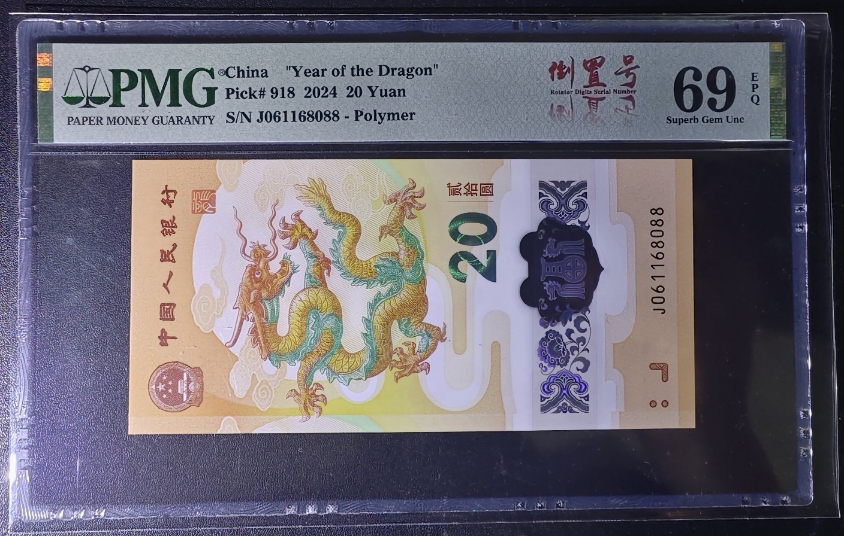 PMG
PAPER MONEY GUARANTY
China "Year of the Dragon"
Pick# 918 2024 20 Yuan
S/N J061168088 - Polymer
倒置号
Rotator Digits Serial Number
69
EPQ
Superb Gem Unc
中国人民银行
贰拾圆
20
福
J061168088